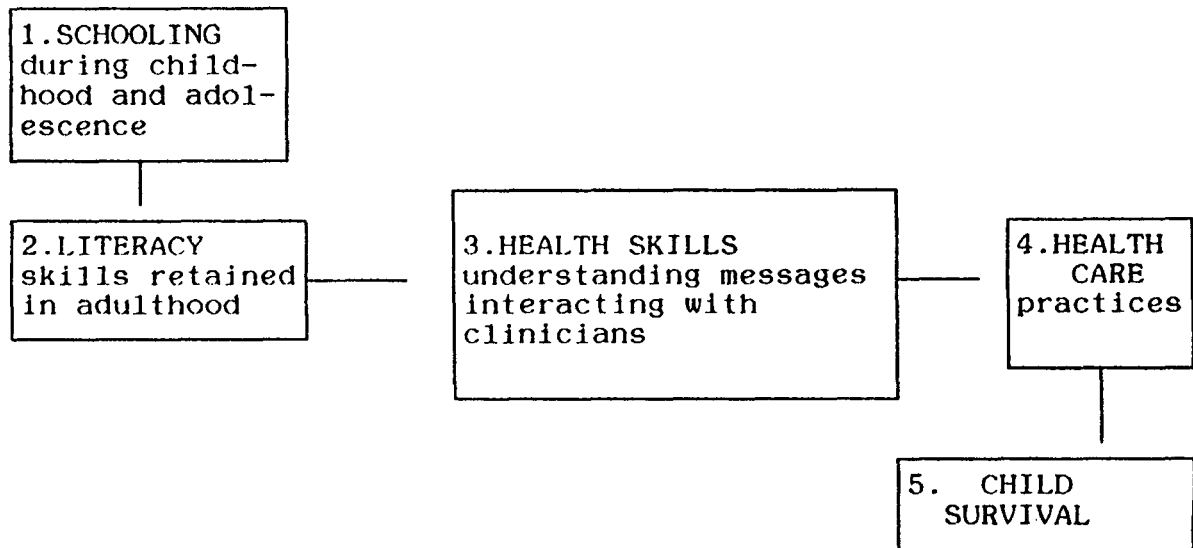 1.SCHOOLING
during child-
hood and adol-
escence
2.LITERACY
skills retained
in adulthood
3.HEALTH SKILLS
understanding messages
interacting with
clinicians
4.HEALTH
CARE
practices
5. CHILD
SURVIVAL